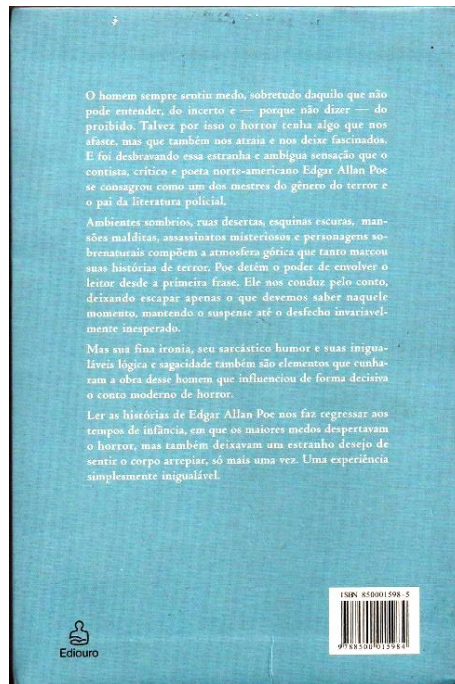 O homem sempre sentiu medo, sobretudo daquilo que não
pode entender, do incerto e — porque não dizer — do
proibido. Talvez por isso o horror tenha algo que nos
afaste, mas que também nos atraia e nos deixe fascinados.
E foi desbravando essa estranha e ambígua sensação que o
contista, crítico e poeta norte-americano Edgar Allan Poe
se consagrou como um dos mestres do gênero do terror e
o pai da literatura policial.
Ambientes sombrios, ruas desertas, esquinas escuras, man-
sões malditas, assassinatos misteriosos e personagens so-
brenaturais compõem a atmosfera gótica que tanto marcou
suas histórias de terror. Poe detém o poder de envolver o
leitor desde a primeira frase. Ele nos conduz pelo conto,
deixando escapar apenas o que devemos saber naquele
momento, mantendo o suspense até o desfecho invariavel-
mente inesperado.
Mas sua fina ironia, seu sarcástico humor e suas inigua-
láveis lógica e sagacidade também são elementos que cunha-
ram a obra desse homem que influenciou de forma decisiva
o conto moderno de horror.
Ler as histórias de Edgar Allan Poe nos faz regressar aos
tempos de infância, em que os maiores medos despertavam
o horror, mas também deixavam um estranho desejo de
sentir o corpo arrepiar, só mais uma vez. Uma experiência
simplesmente inigualável.
ISBN 850001598-5
9 788500 015984
Ediouro